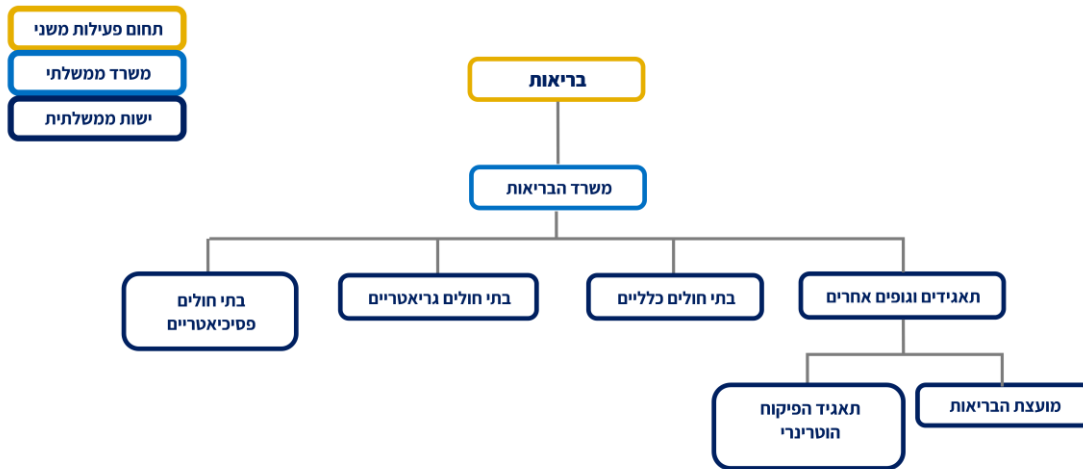 תחום פעילות משני
משרד ממשלתי
ישות ממשלתית
בריאות
משרד הבריאות
תאגידים וגופים אחרים
בתי חולים כלליים
בתי חולים גריאטריים
בתי חולים
פסיכיאטריים
מועצת הבריאות
תאגיד הפיקוח
הוטרינרי